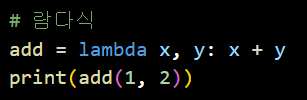 # 람다식
add = lambda x, y: x + y
print(add(1, 2))